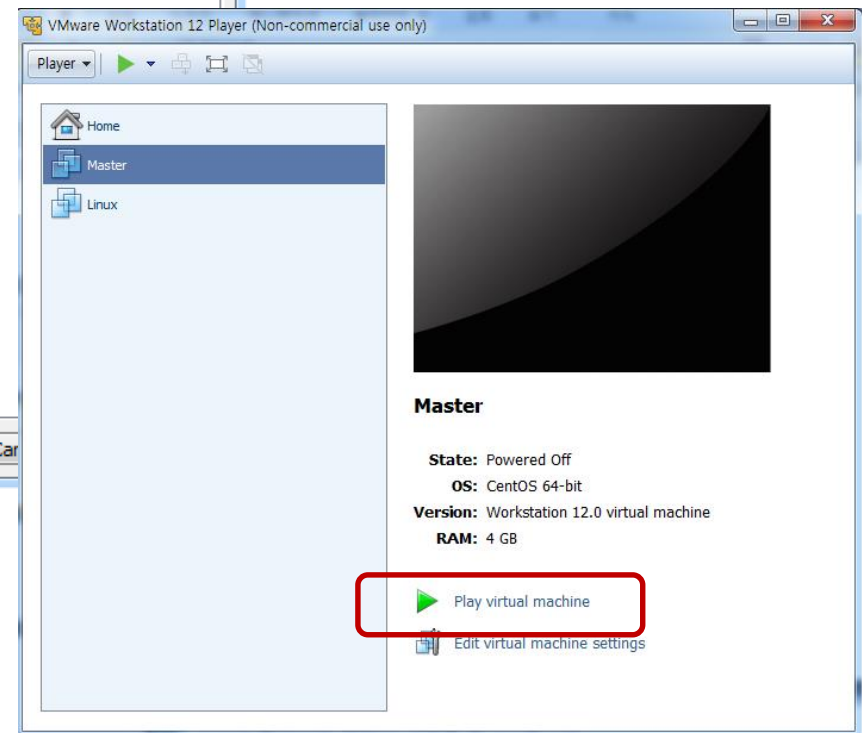 VMware Workstation 12 Player (Non-commercial use only)
Player
Home
Master
Linux
Master
State: Powered Off
OS: CentOS 64-bit
Version: Workstation 12.0 virtual machine
RAM: 4 GB
Play virtual machine
Edit virtual machine settings